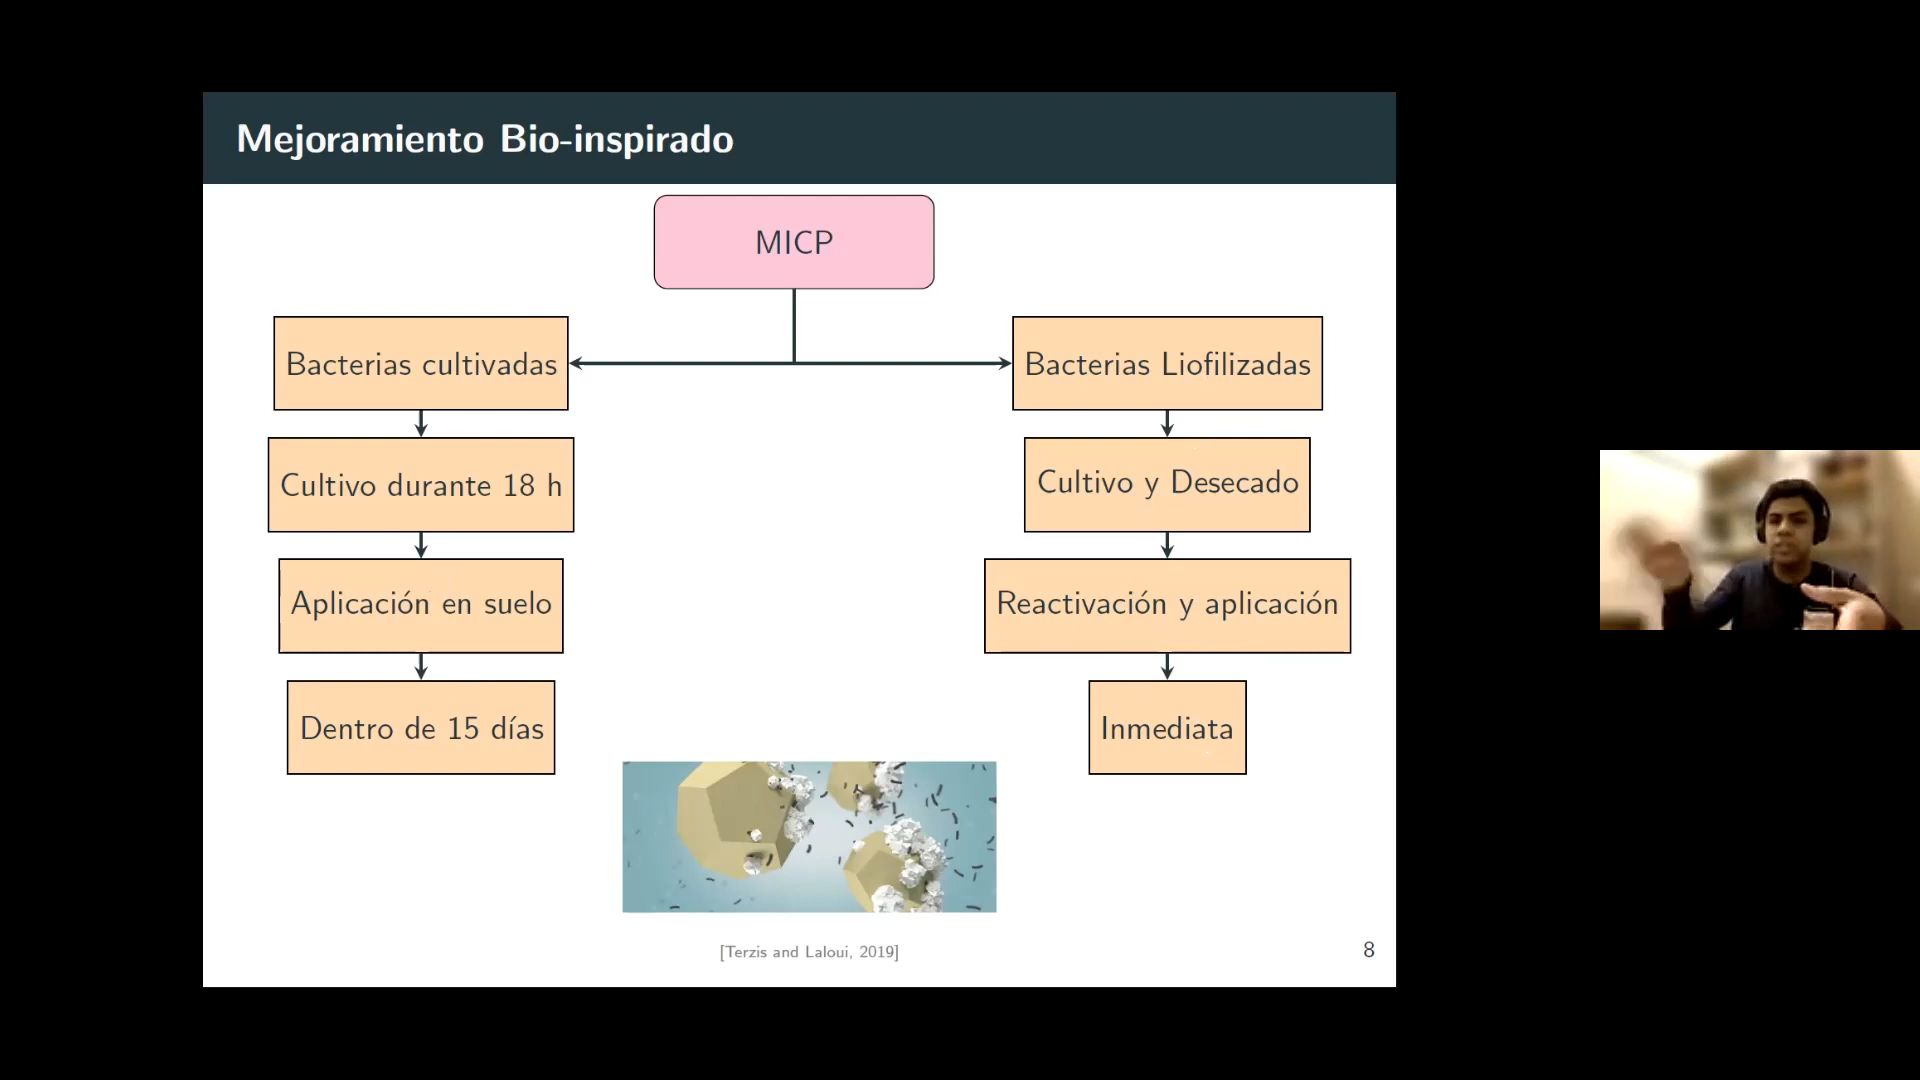 Mejoramiento Bio-inspirado
MICP
Bacterias cultivadas
Bacterias Liofilizadas
Cultivo durante 18 h
Cultivo y Desecado
Aplicación en suelo
Reactivación y aplicación
Dentro de 15 días
Inmediata
[Terzis and Laloui, 2019]
8